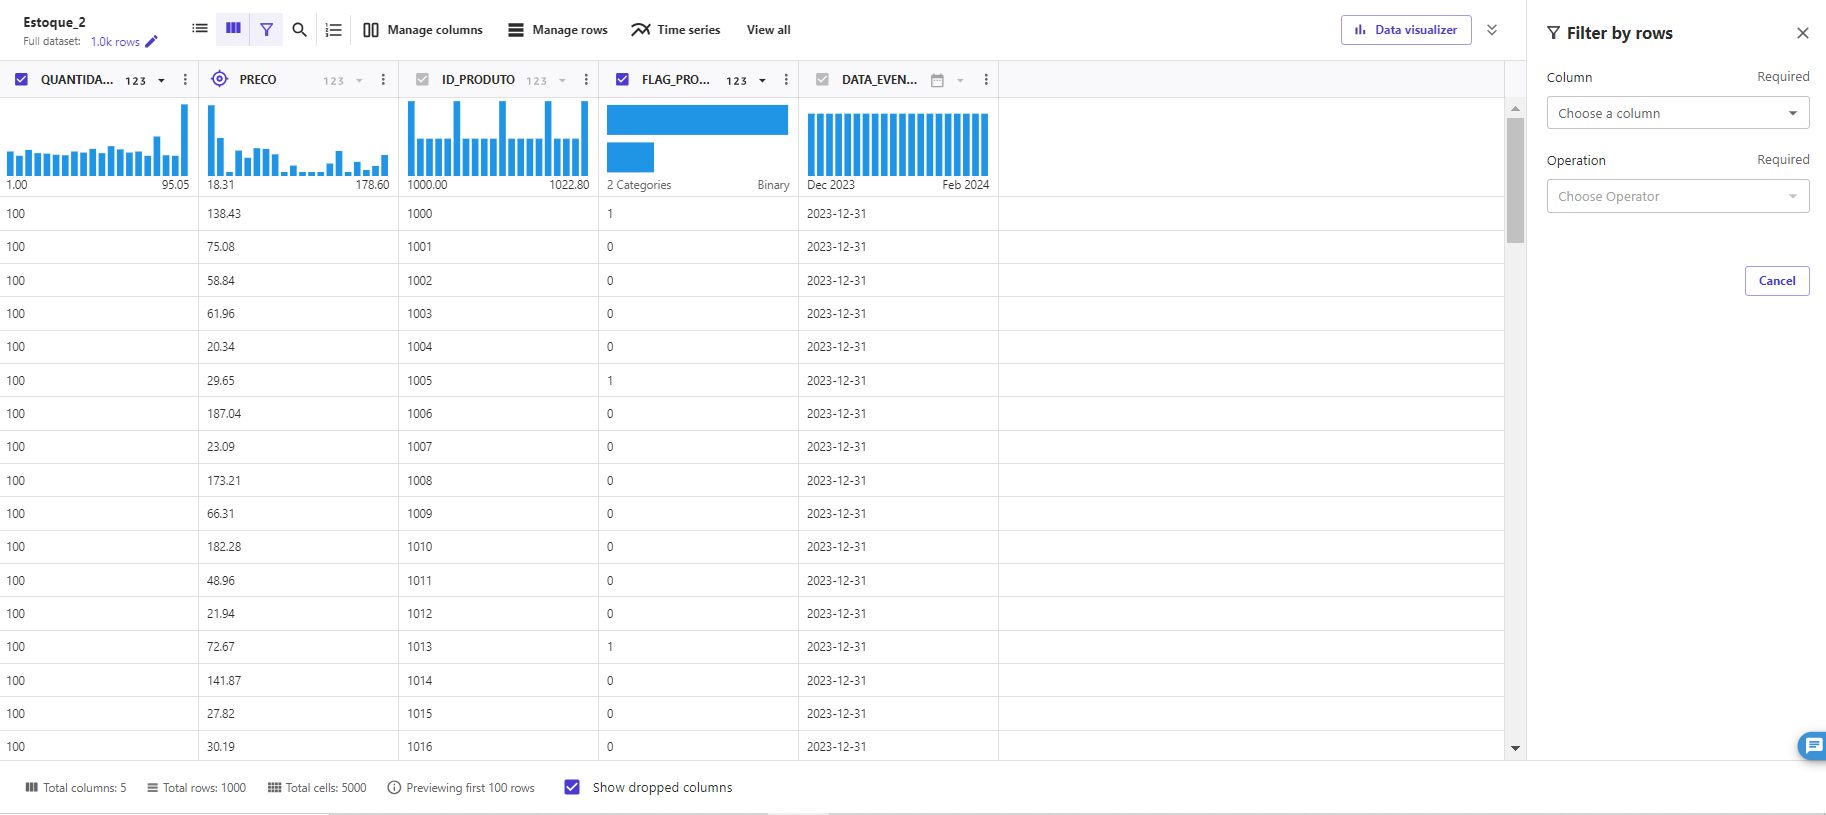 Estoque_2
Full dataset: 1.0k rows
Manage columns
Manage rows
Time series
View all
Data visualizer
QUANTIDA... 123
PRECO 123
ID_PRODUTO 123
FLAG_PRO... 123
DATA_EVEN...
1.00 95.05
18.31 178.60
1000.00 1022.80
2 Categories Binary
Dec 2023 Feb 2024
100 138.43 1000 1 2023-12-31
100 75.08 1001 0 2023-12-31
100 58.84 1002 0 2023-12-31
100 61.96 1003 0 2023-12-31
100 20.34 1004 0 2023-12-31
100 29.65 1005 1 2023-12-31
100 187.04 1006 0 2023-12-31
100 23.09 1007 0 2023-12-31
100 173.21 1008 0 2023-12-31
100 66.31 1009 0 2023-12-31
100 182.28 1010 0 2023-12-31
100 48.96 1011 0 2023-12-31
100 21.94 1012 0 2023-12-31
100 72.67 1013 1 2023-12-31
100 141.87 1014 0 2023-12-31
100 27.82 1015 0 2023-12-31
100 30.19 1016 0 2023-12-31
Total columns: 5
Total rows: 1000
Total cells: 5000
Previewing first 100 rows
Show dropped columns
Filter by rows
Column Required
Choose a column
Operation Required
Choose Operator
Cancel